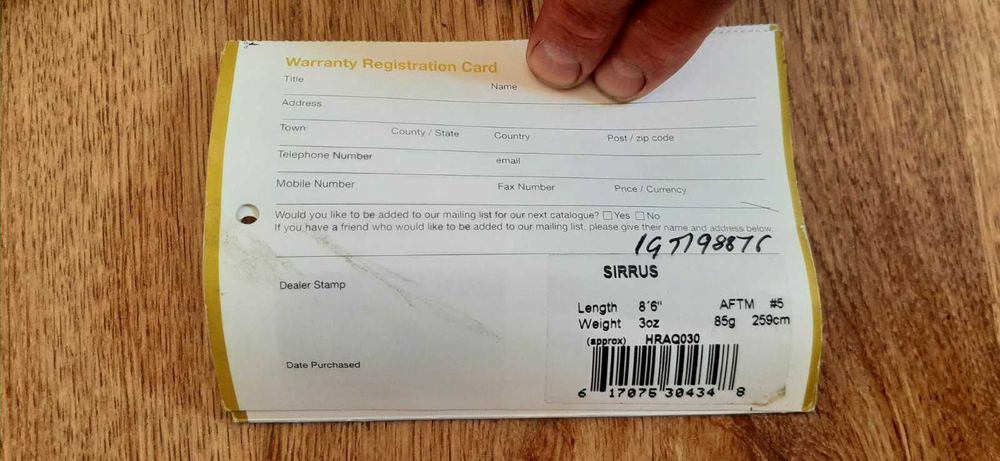 Warranty Registration Card
Title Name
Address
Town County / State Country Post / zip code
Telephone Number email
Mobile Number Fax Number Price / Currency
Would you like to be added to our mailing list for our next catalogue? Yes No
If you have a friend who would like to be added to our mailing list, please give their name and address below.
SIRRUS
Dealer Stamp
Length 8'6" AFTM #5
Weight 3oz 85g 259cm
(approx) HRAQ030
Date Purchased
6 17075 30434 8